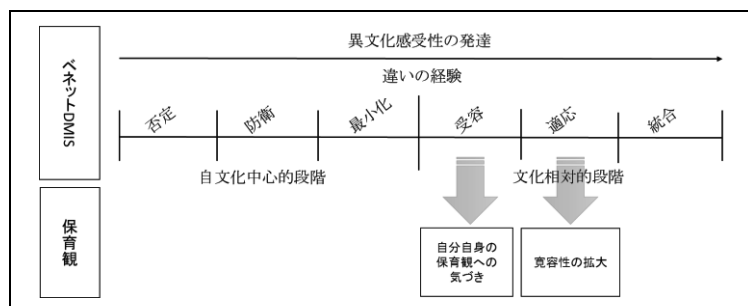 異文化感受性の発達
違いの経験
ベネットDMIS
否定
防衛
最小化
受容
適応
統合
自文化中心的段階
文化相対的段階
保育観
自分自身の
保育観への
気づき
寛容性の拡大